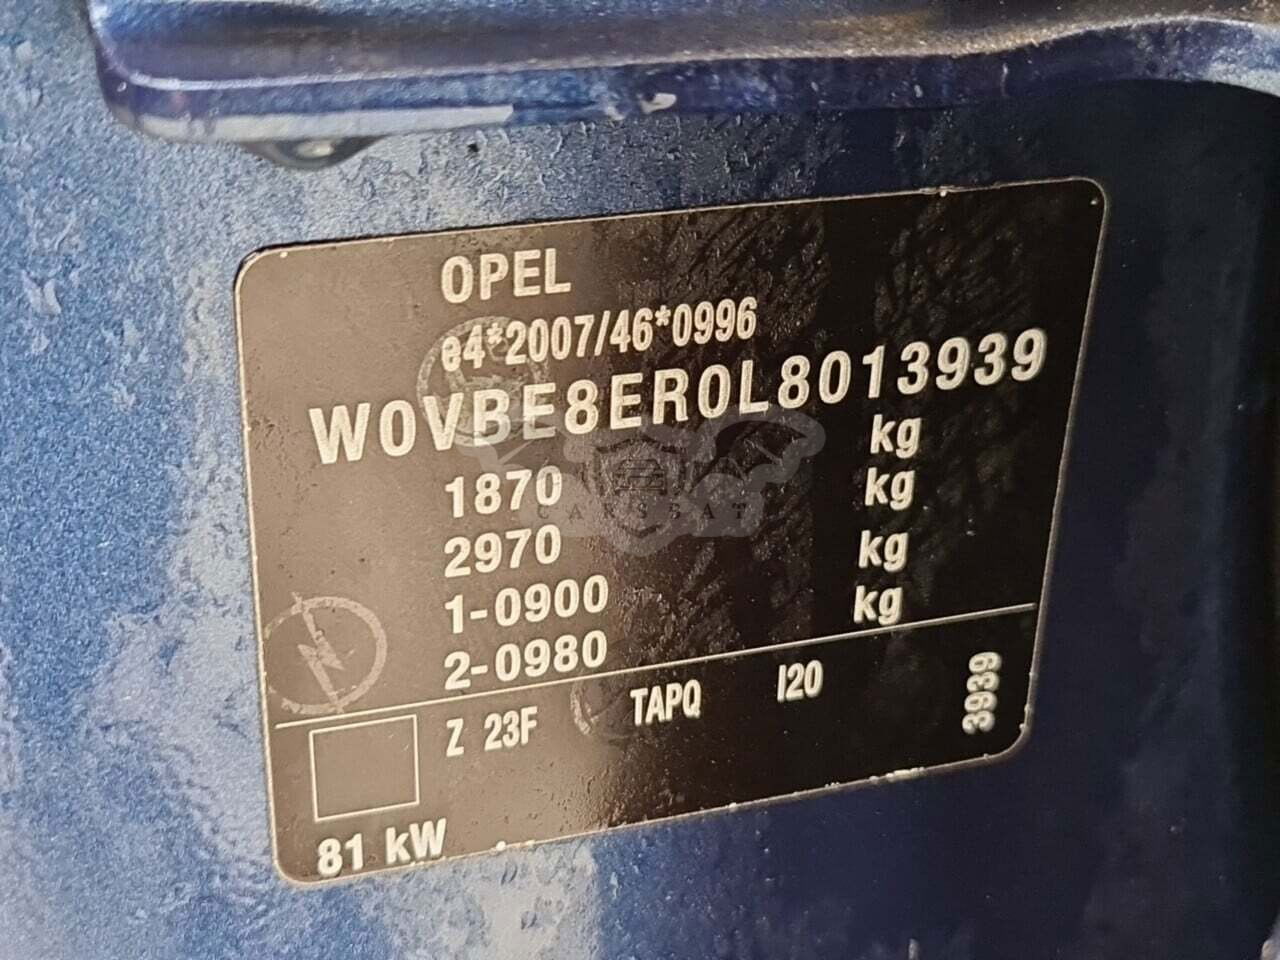 OPEL
e4*2007/46*0996
W0VBE8ER0L8013939
1870 kg
2970 kg
1-0900 kg
2-0980 kg
Z 23F TAPQ I20 3939
81 kW
CARSSAT